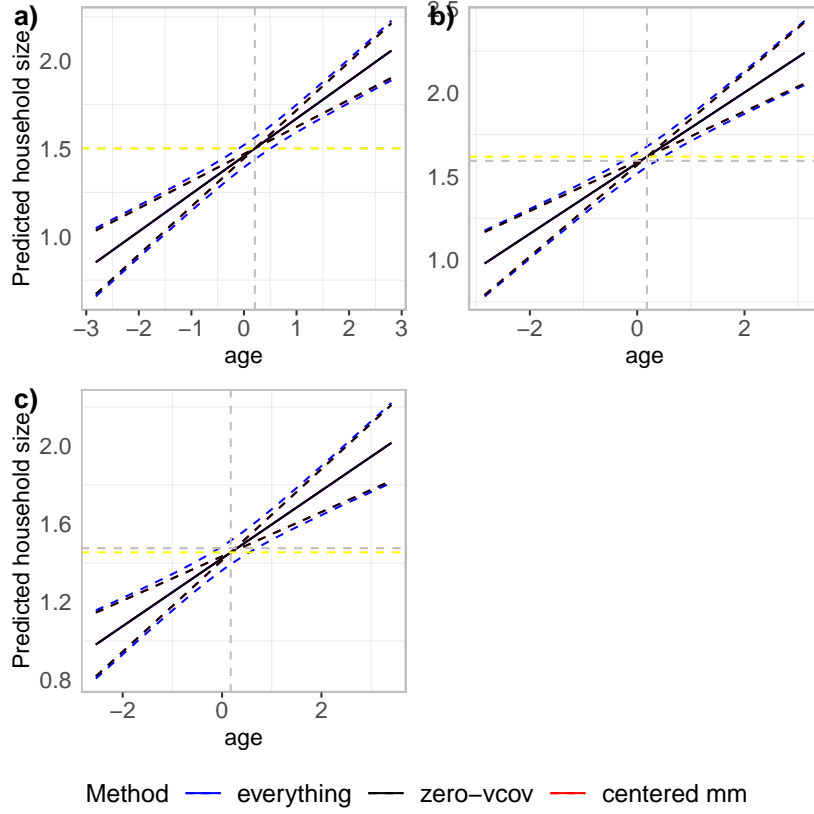 a)
Predicted household size
2.0
1.5
1.0
−3 −2 −1 0 1 2 3
age
b)
2.5
2.0
1.5
1.0
−2 0 2
age
c)
Predicted household size
2.0
1.6
1.2
0.8
−2 0 2
age
Method everything zero−vcov centered mm